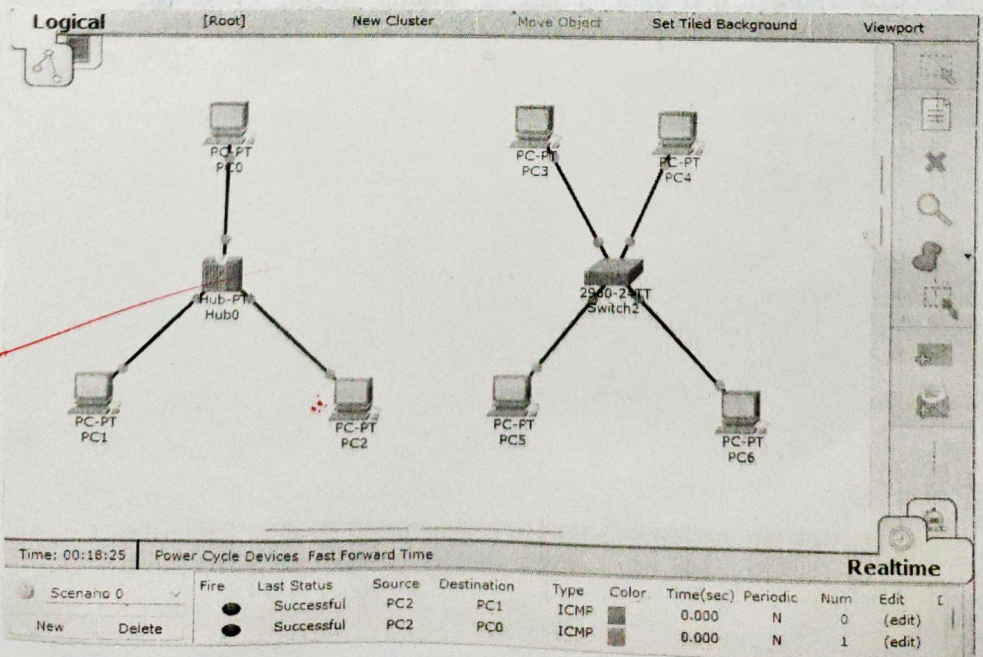 Logical [Root] New Cluster Move Object Set Tiled Background Viewport
PC-PT
PC0
PC-PT
PC3
PC-PT
PC4
Hub-PT
Hub0
2960-24TT
Switch2
PC-PT
PC1
PC-PT
PC2
PC-PT
PC5
PC-PT
PC6
Time: 00:18:25 Power Cycle Devices Fast Forward Time
Realtime
Scenario 0
New Delete
Fire Last Status Source Destination Type Color Time(sec) Periodic Num Edit
Successful PC2 PC1 ICMP 0.000 N 0 (edit)
Successful PC2 PC0 ICMP 0.000 N 1 (edit)